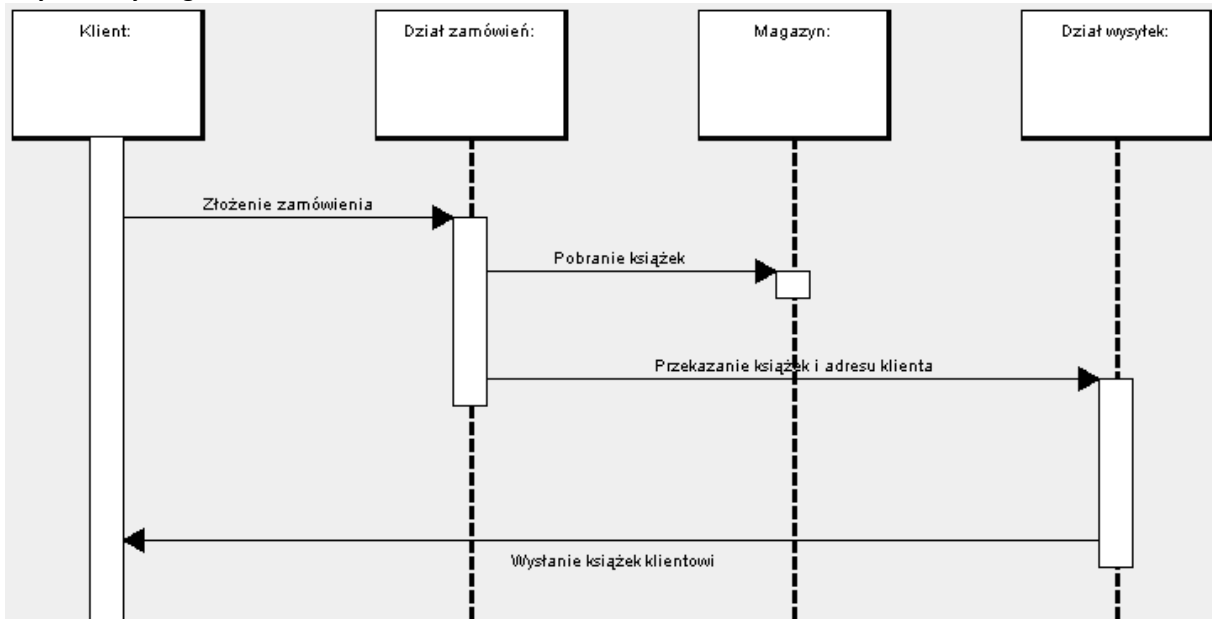 Klient:
Dział zamówień:
Magazyn:
Dział wysyłek:
Złożenie zamówienia
Pobranie książek
Przekazanie książek i adresu klienta
Wysłanie książek klientowi